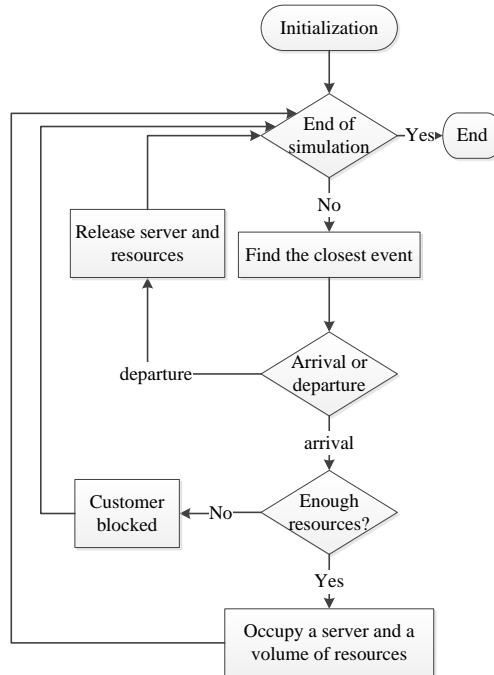 Initialization
End of
simulation
Yes
End
No
Release server and
resources
Find the closest event
departure
Arrival or
departure
arrival
Customer
blocked
No
Enough
resources?
Yes
Occupy a server and a
volume of resources